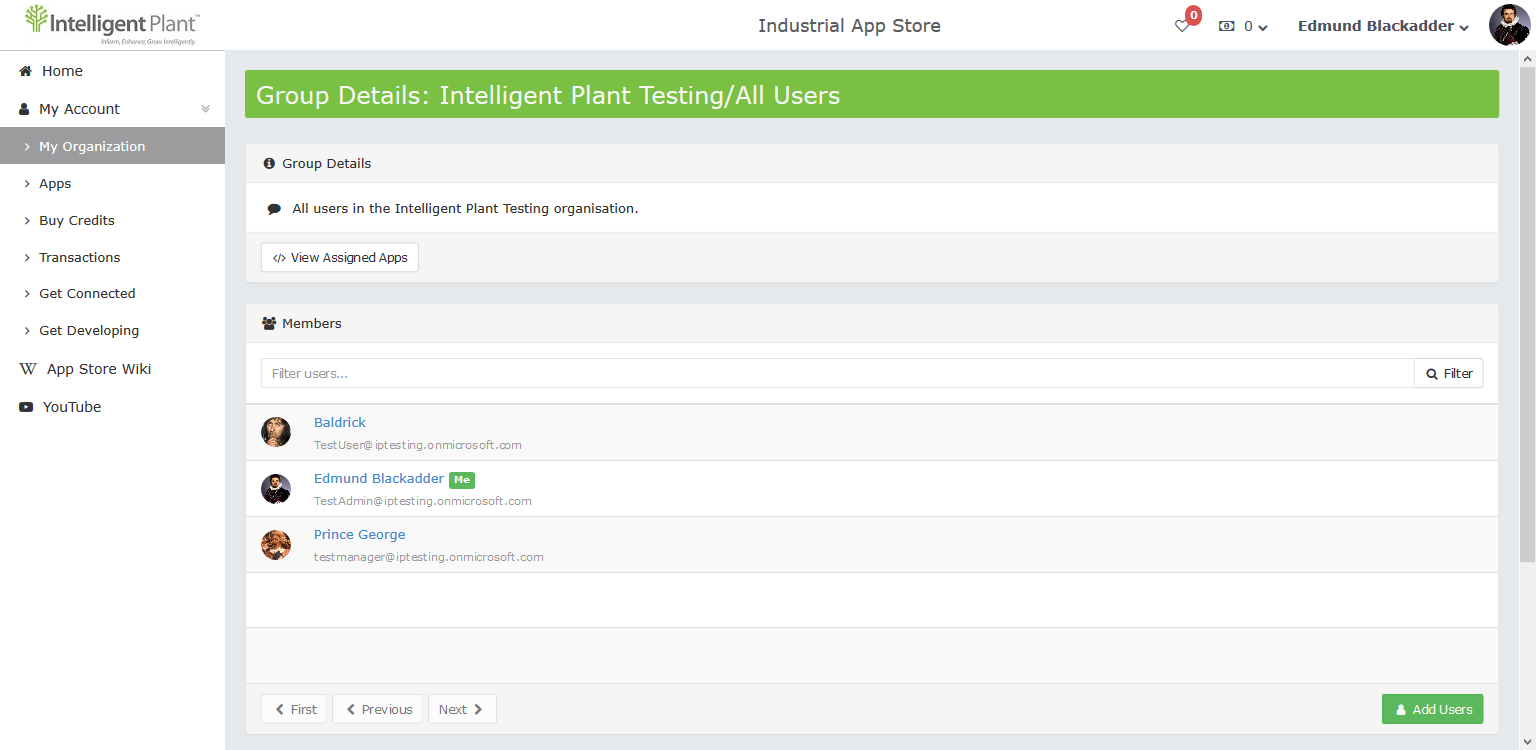 Intelligent Plant™
Inform, Enhance, Grow. Intelligently.
Industrial App Store
0
0
Edmund Blackadder
Home
My Account
My Organization
Apps
Buy Credits
Transactions
Get Connected
Get Developing
W App Store Wiki
YouTube
Group Details: Intelligent Plant Testing/All Users
Group Details
All users in the Intelligent Plant Testing organisation.
</> View Assigned Apps
Members
Filter users...
Filter
Baldrick
TestUser@iptesting.onmicrosoft.com
Edmund Blackadder Me
TestAdmin@iptesting.onmicrosoft.com
Prince George
testmanager@iptesting.onmicrosoft.com
First
Previous
Next
Add Users